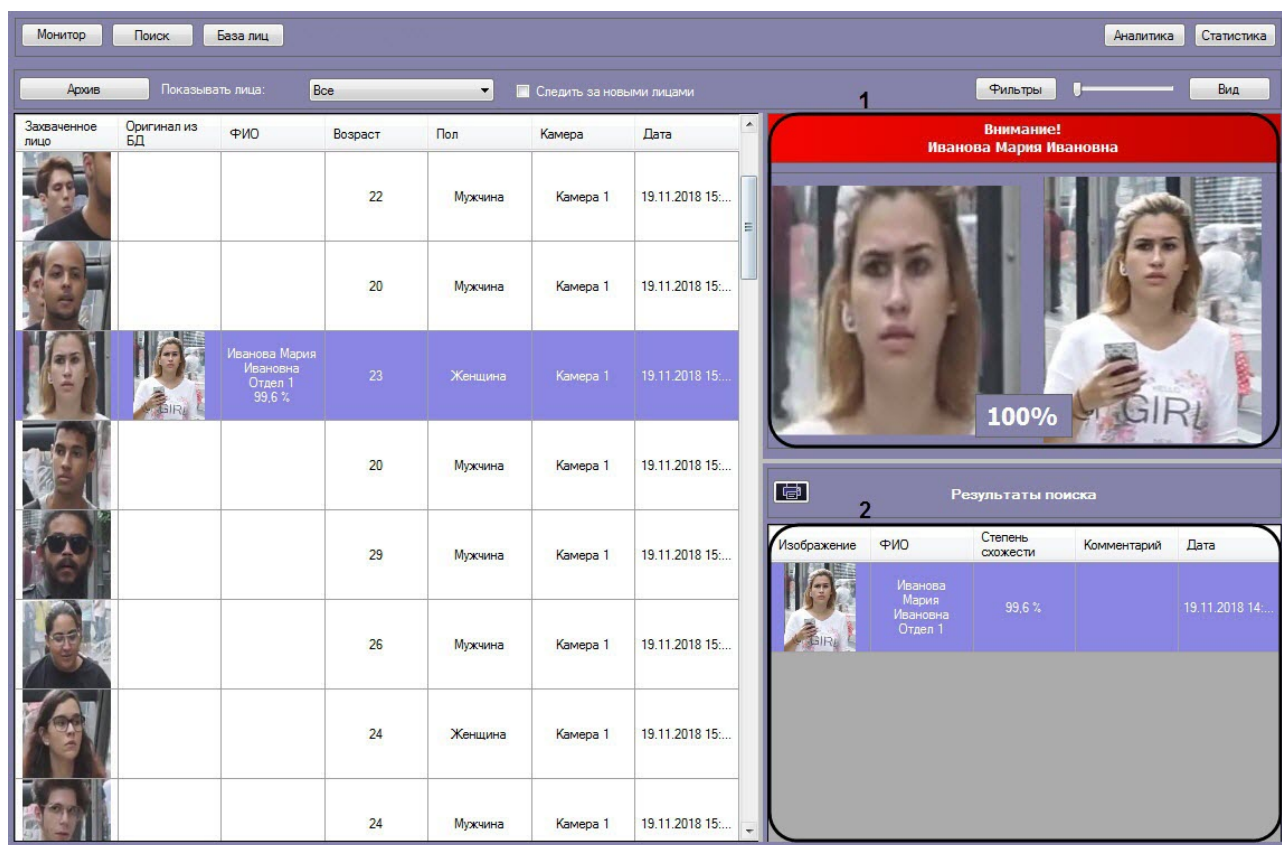 Монитор Поиск База лиц Аналитика Статистика
Архив Показывать лица: Все Следить за новыми лицами Фильтры Вид
1
Захваченное лицо Оригинал из БД ФИО Возраст Пол Камера Дата
22 Мужчина Камера 1 19.11.2018 15:...
20 Мужчина Камера 1 19.11.2018 15:...
Иванова Мария
Ивановна
Отдел 1
99,6 %
23 Женщина Камера 1 19.11.2018 15:...
20 Мужчина Камера 1 19.11.2018 15:...
29 Мужчина Камера 1 19.11.2018 15:...
26 Мужчина Камера 1 19.11.2018 15:...
24 Женщина Камера 1 19.11.2018 15:...
24 Мужчина Камера 1 19.11.2018 15:...
Внимание!
Иванова Мария Ивановна
GIRL
100%
Результаты поиска
2
Изображение ФИО Степень схожести Комментарий Дата
Иванова
Мария
Ивановна
Отдел 1
99,6 % 19.11.2018 14:...